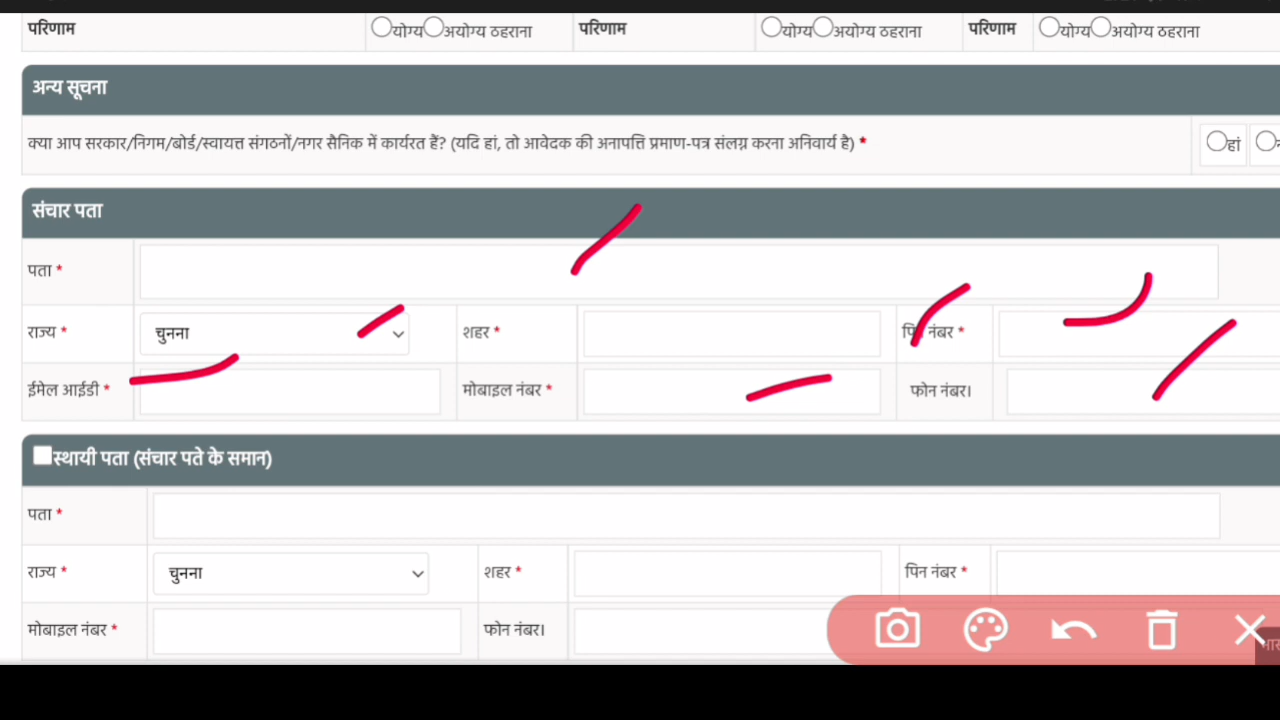 परिणाम योग्य अयोग्य ठहराना परिणाम योग्य अयोग्य ठहराना परिणाम योग्य अयोग्य ठहराना
अन्य सूचना
क्या आप सरकार/निगम/बोर्ड/स्वायत्त संगठनों/नगर सैनिक में कार्यरत हैं? (यदि हां, तो आवेदक की अनापत्ति प्रमाण-पत्र संलग्न करना अनिवार्य है) * हां
संचार पता
पता *
राज्य * चुनना शहर * पिन नंबर *
ईमेल आईडी * मोबाइल नंबर * फोन नंबर।
स्थायी पता (संचार पते के समान)
पता *
राज्य * चुनना शहर * पिन नंबर *
मोबाइल नंबर * फोन नंबर।